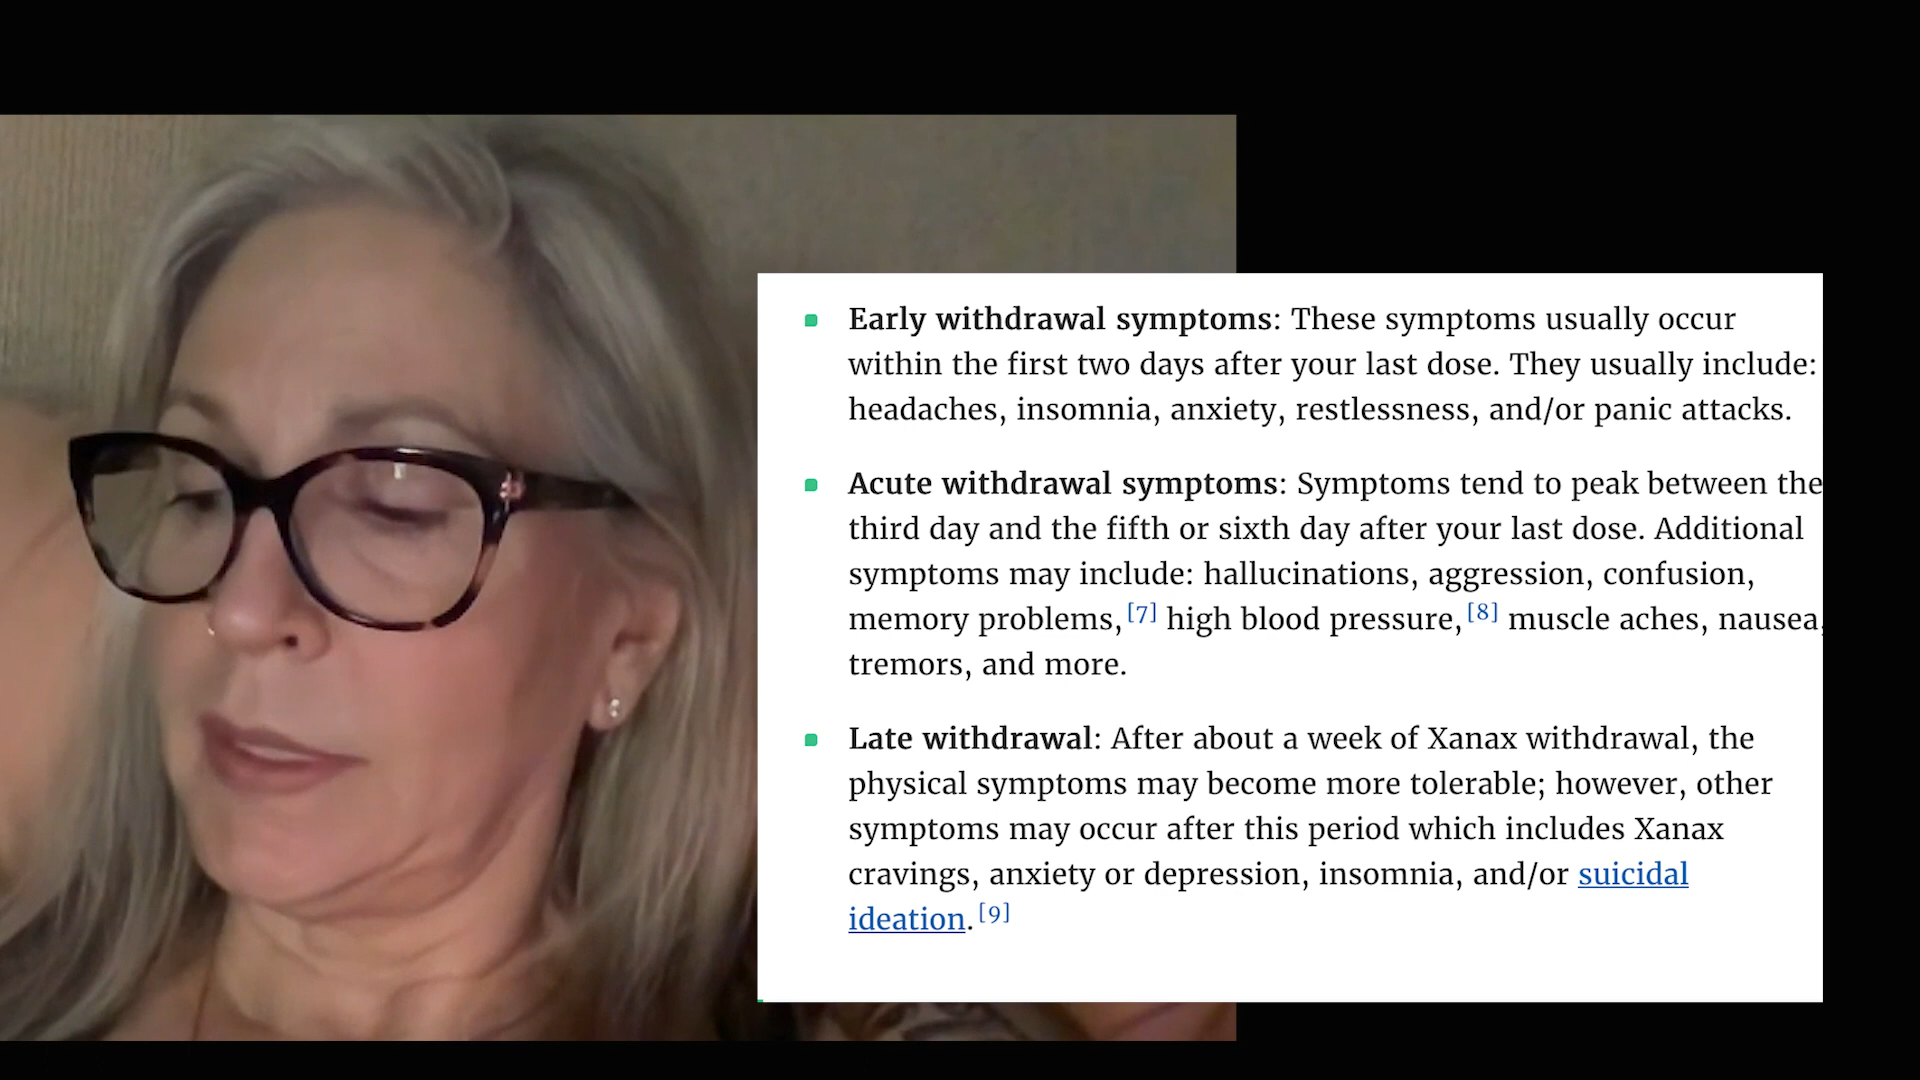 Early withdrawal symptoms: These symptoms usually occur
within the first two days after your last dose. They usually include:
headaches, insomnia, anxiety, restlessness, and/or panic attacks.
Acute withdrawal symptoms: Symptoms tend to peak between the
third day and the fifth or sixth day after your last dose. Additional
symptoms may include: hallucinations, aggression, confusion,
memory problems,[7] high blood pressure,[8] muscle aches, nausea,
tremors, and more.
Late withdrawal: After about a week of Xanax withdrawal, the
physical symptoms may become more tolerable; however, other
symptoms may occur after this period which includes Xanax
cravings, anxiety or depression, insomnia, and/or suicidal
ideation.[9]